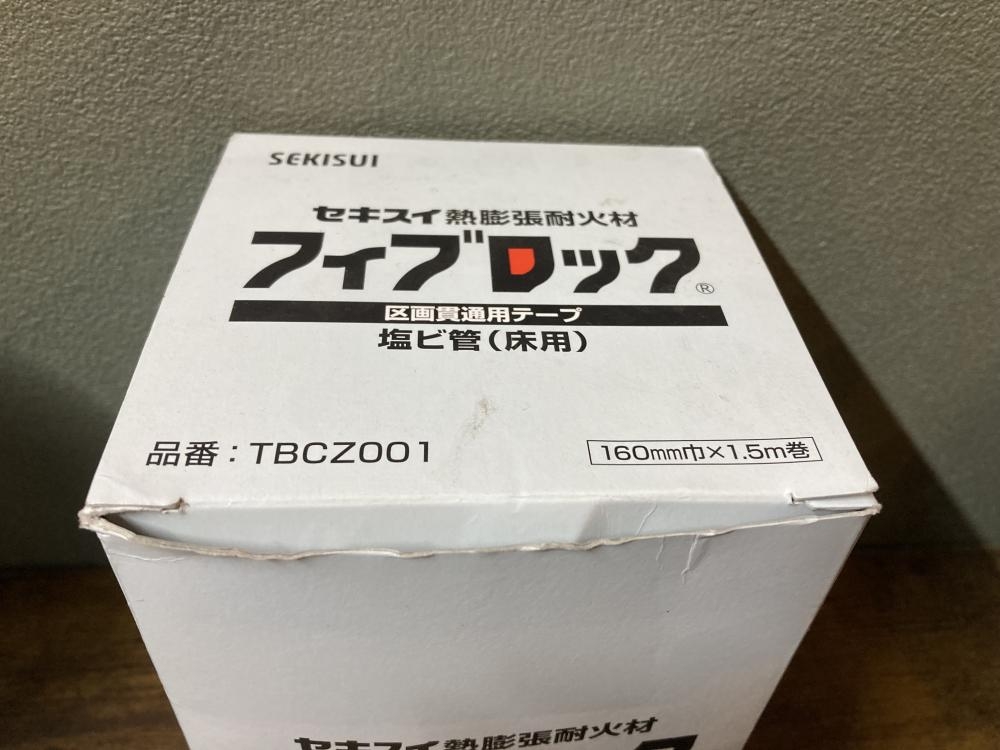 SEKISUI
セキスイ熱膨張耐火材
フィブロック®
区画貫通用テープ
塩ビ管(床用)
品番:TBCZ001
160mm巾×1.5m巻
セキスイ熱膨張耐火材